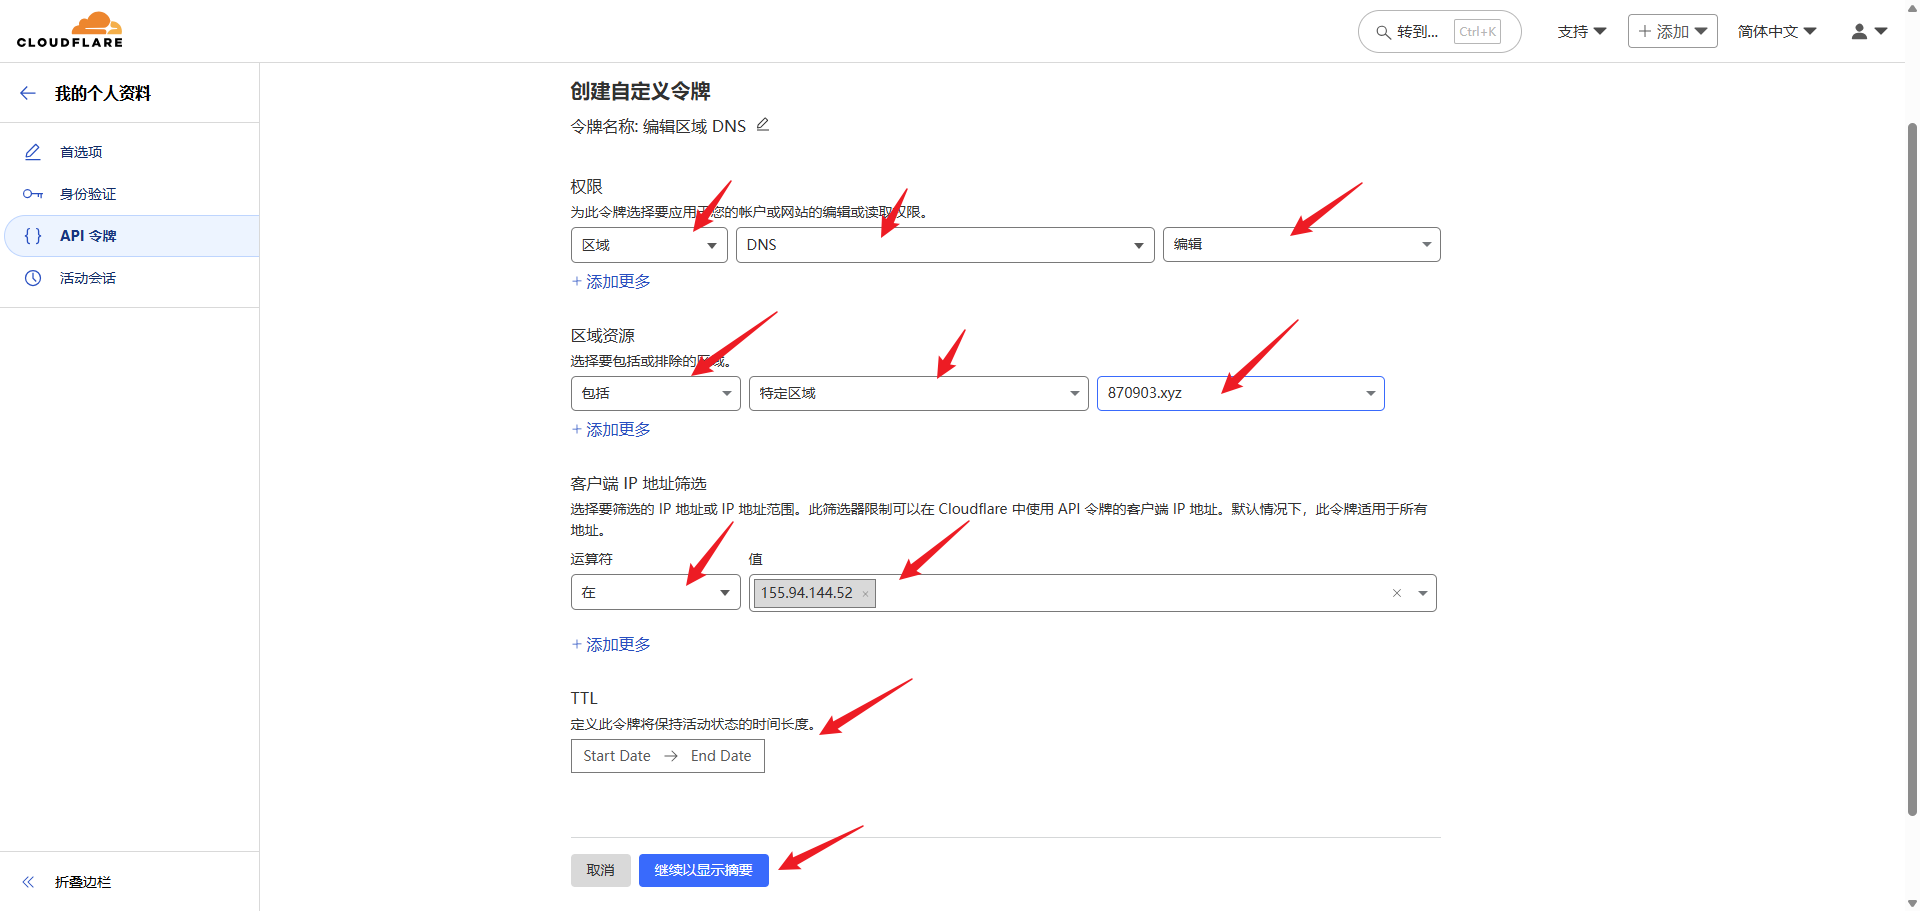 CLOUDFLARE
转到... Ctrl+K
支持
添加
简体中文
我的个人资料
首选项
身份验证
API 令牌
活动会话
折叠边栏
创建自定义令牌
令牌名称: 编辑区域 DNS
权限
为此令牌选择要应用于您的帐户或网站的编辑或读取权限。
区域 DNS 编辑
+ 添加更多
区域资源
选择要包括或排除的区域。
包括 特定区域 870903.xyz
+ 添加更多
客户端 IP 地址筛选
选择要筛选的 IP 地址或 IP 地址范围。此筛选器限制可以在 Cloudflare 中使用 API 令牌的客户端 IP 地址。默认情况下，此令牌适用于所有
地址。
运算符 值
在 155.94.144.52 ×
+ 添加更多
TTL
定义此令牌将保持活动状态的时间长度。
Start Date → End Date
取消 继续以显示摘要